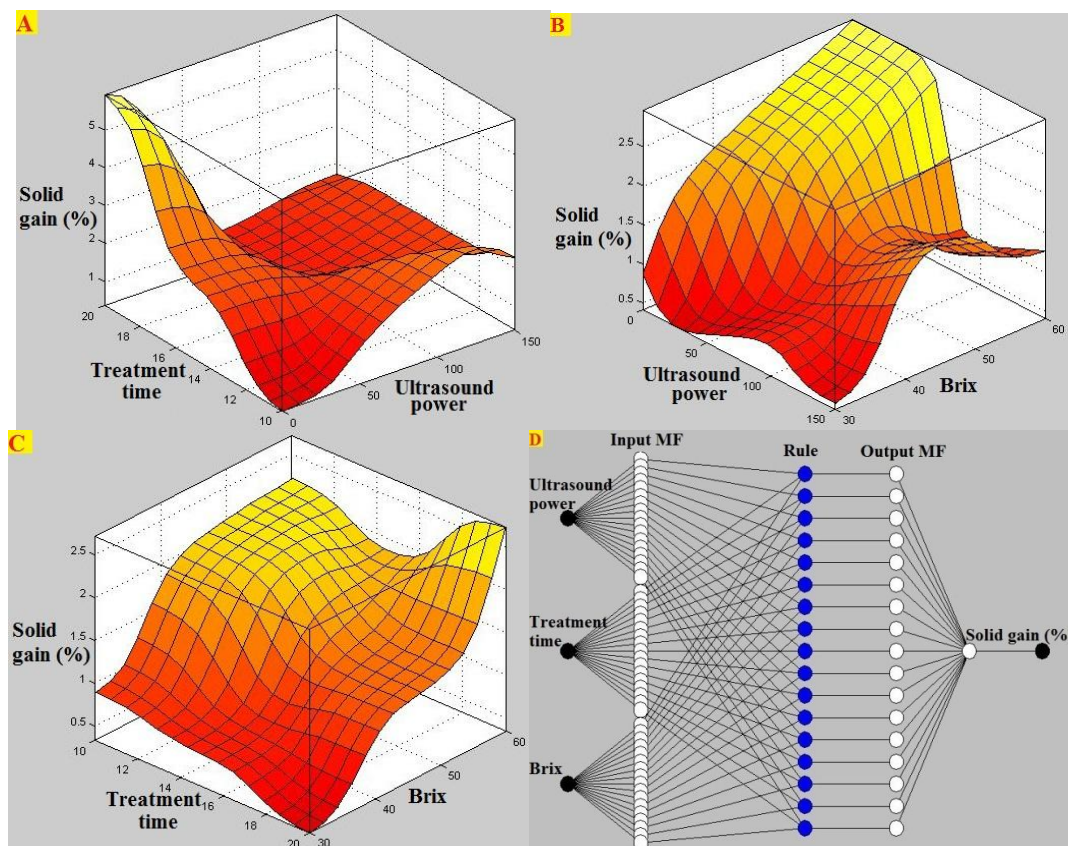 A
Solid
gain (%)
5
4
3
2
1
20
18
16
14
12
10
Treatment
time
0
50
100
150
Ultrasound
power
B
Solid
gain (%)
2.5
2
1.5
1
0.5
0
50
100
150
Ultrasound
power
30
40
50
60
Brix
C
Solid
gain (%)
2.5
2
1.5
1
0.5
10
12
14
16
18
20
Treatment
time
30
40
50
60
Brix
D
Input MF
Rule
Output MF
Ultrasound
power
Treatment
time
Brix
Solid gain (%